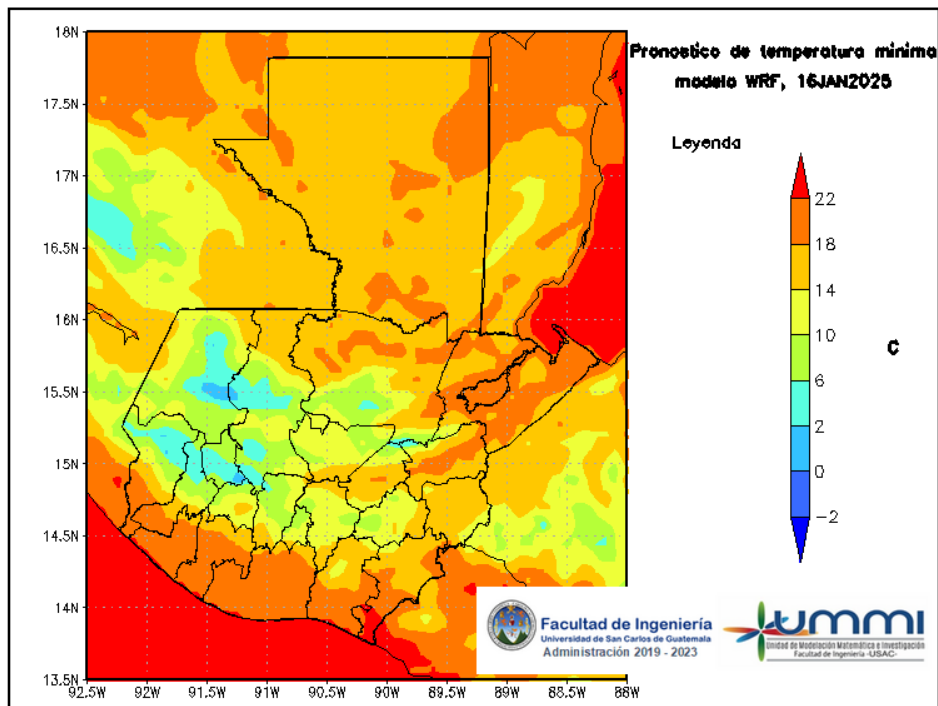 Pronostico de temperatura minima
modelo WRF, 16JAN2025
Leyenda
22
18
14
10
6
2
0
−2
C
18N
17.5N
17N
16.5N
16N
15.5N
15N
14.5N
14N
13.5N
92.5W
92W
91.5W
91W
90.5W
90W
89.5W
89W
88.5W
88W
Facultad de Ingeniería
Universidad de San Carlos de Guatemala
Administración 2019 - 2023
UMMI
Unidad de Modelación Matemática e Investigación
Facultad de Ingeniería -USAC-